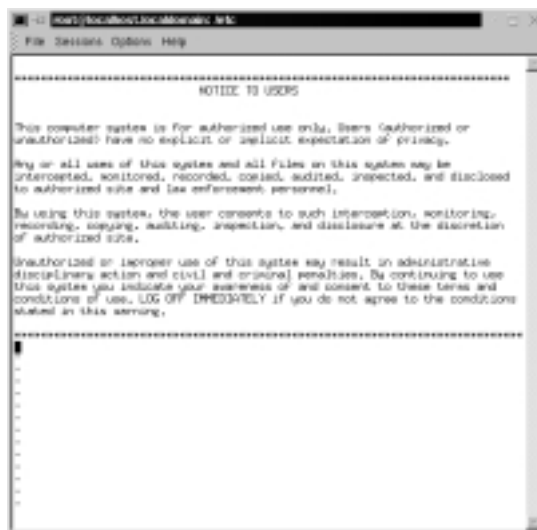 root@localhost.localdomain: /etc
File Sessions Options Help
****************************************************************************
NOTICE TO USERS
This computer system is for authorized use only. Users (authorized or
unauthorized) have no explicit or implicit expectation of privacy.
Any or all uses of this system and all files on this system may be
intercepted, monitored, recorded, copied, audited, inspected, and disclosed
to authorized site and law enforcement personnel.
By using this system, the user consents to such interception, monitoring,
recording, copying, auditing, inspection, and disclosure at the discretion
of authorized site.
Unauthorized or improper use of this system may result in administrative
disciplinary action and civil and criminal penalties. By continuing to use
this system you indicate your awareness of and consent to these terms and
conditions of use. LOG OFF IMMEDIATELY if you do not agree to the conditions
stated in this warning.
****************************************************************************
~
~
~
~
~
~
~
~
~
~